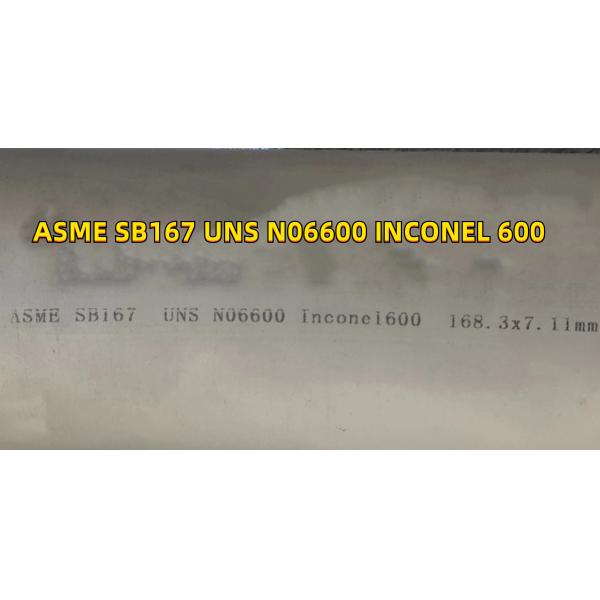 ASME SB167 UNS N06600 INCONEL 600
ASME SB167 UNS N06600 Inconel600 168.3x7.11mm